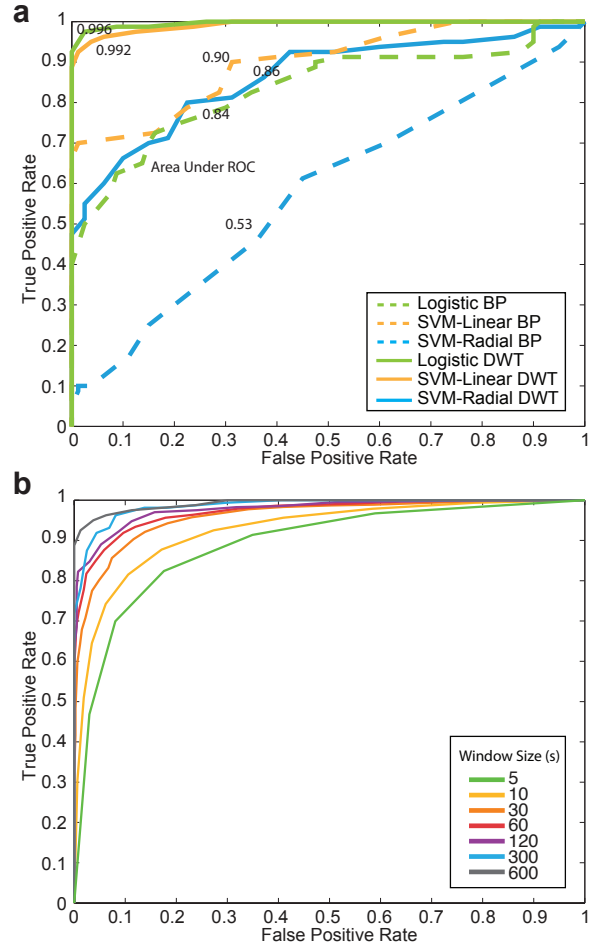 a
1
0.9
0.8
0.7
0.6
0.5
0.4
0.3
0.2
0.1
0
True Positive Rate
0.996
0.992
0.90
0.86
0.84
Area Under ROC
0.53
Logistic BP
SVM-Linear BP
SVM-Radial BP
Logistic DWT
SVM-Linear DWT
SVM-Radial DWT
0 0.1 0.2 0.3 0.4 0.5 0.6 0.7 0.8 0.9 1
False Positive Rate
b
1
0.9
0.8
0.7
0.6
0.5
0.4
0.3
0.2
0.1
0
True Positive Rate
Window Size (s)
5
10
30
60
120
300
600
0 0.1 0.2 0.3 0.4 0.5 0.6 0.7 0.8 0.9 1
False Positive Rate